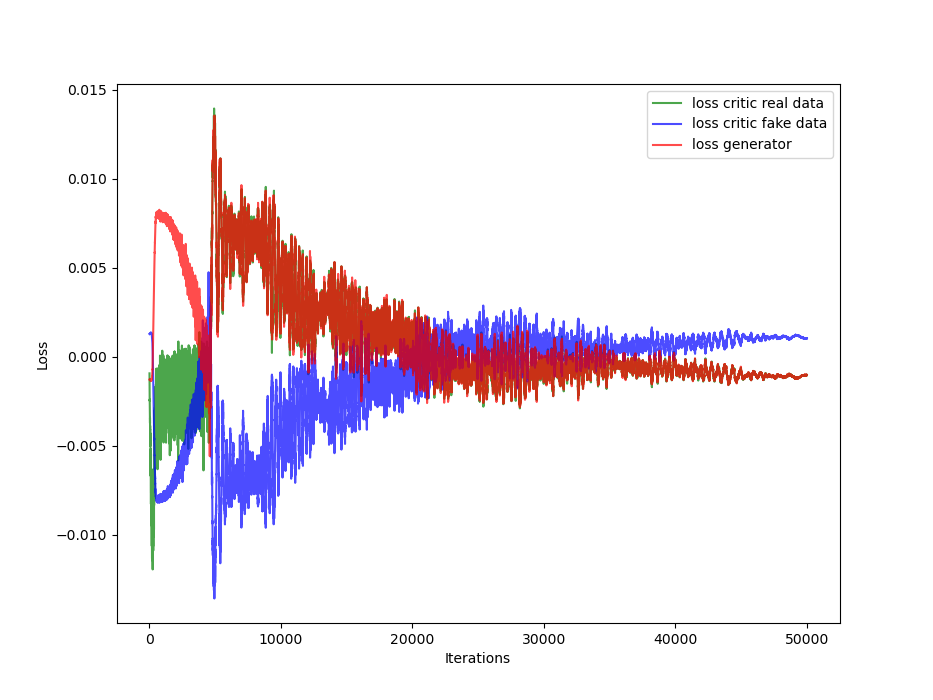 loss critic real data
loss critic fake data
loss generator
0.015
0.010
0.005
0.000
−0.005
−0.010
Loss
0
10000
20000
30000
40000
50000
Iterations